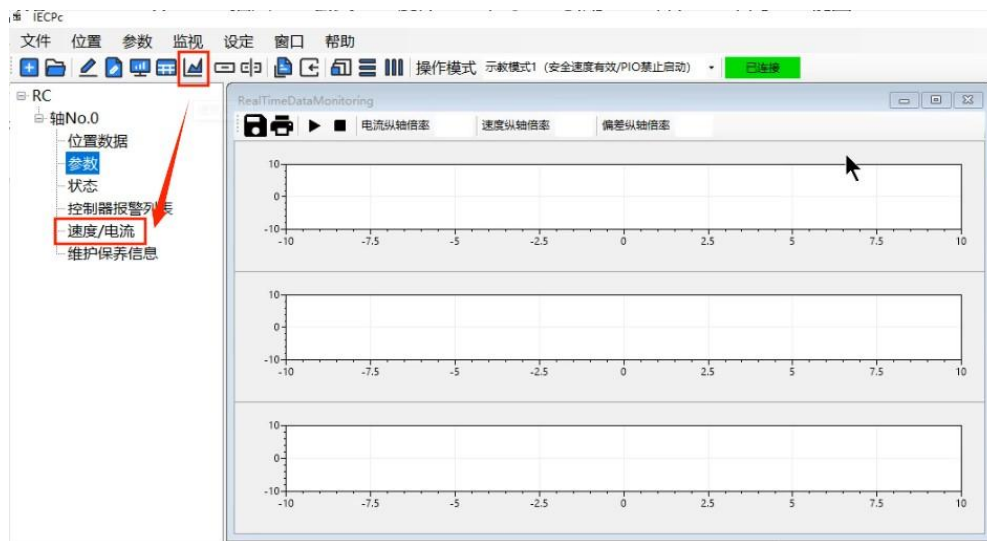 IECPc
文件 位置 参数 监视 设定 窗口 帮助
操作模式 示教模式1（安全速度有效/PIO禁止启动） 已连接
RC
轴No.0
位置数据
参数
状态
控制器报警列表
速度/电流
维护保养信息
RealTimeDataMonitoring
电流纵轴倍率 速度纵轴倍率 偏差纵轴倍率
10
0
-10
-10 -7.5 -5 -2.5 0 2.5 5 7.5 10
10
0
-10
-10 -7.5 -5 -2.5 0 2.5 5 7.5 10
10
0
-10
-10 -7.5 -5 -2.5 0 2.5 5 7.5 10